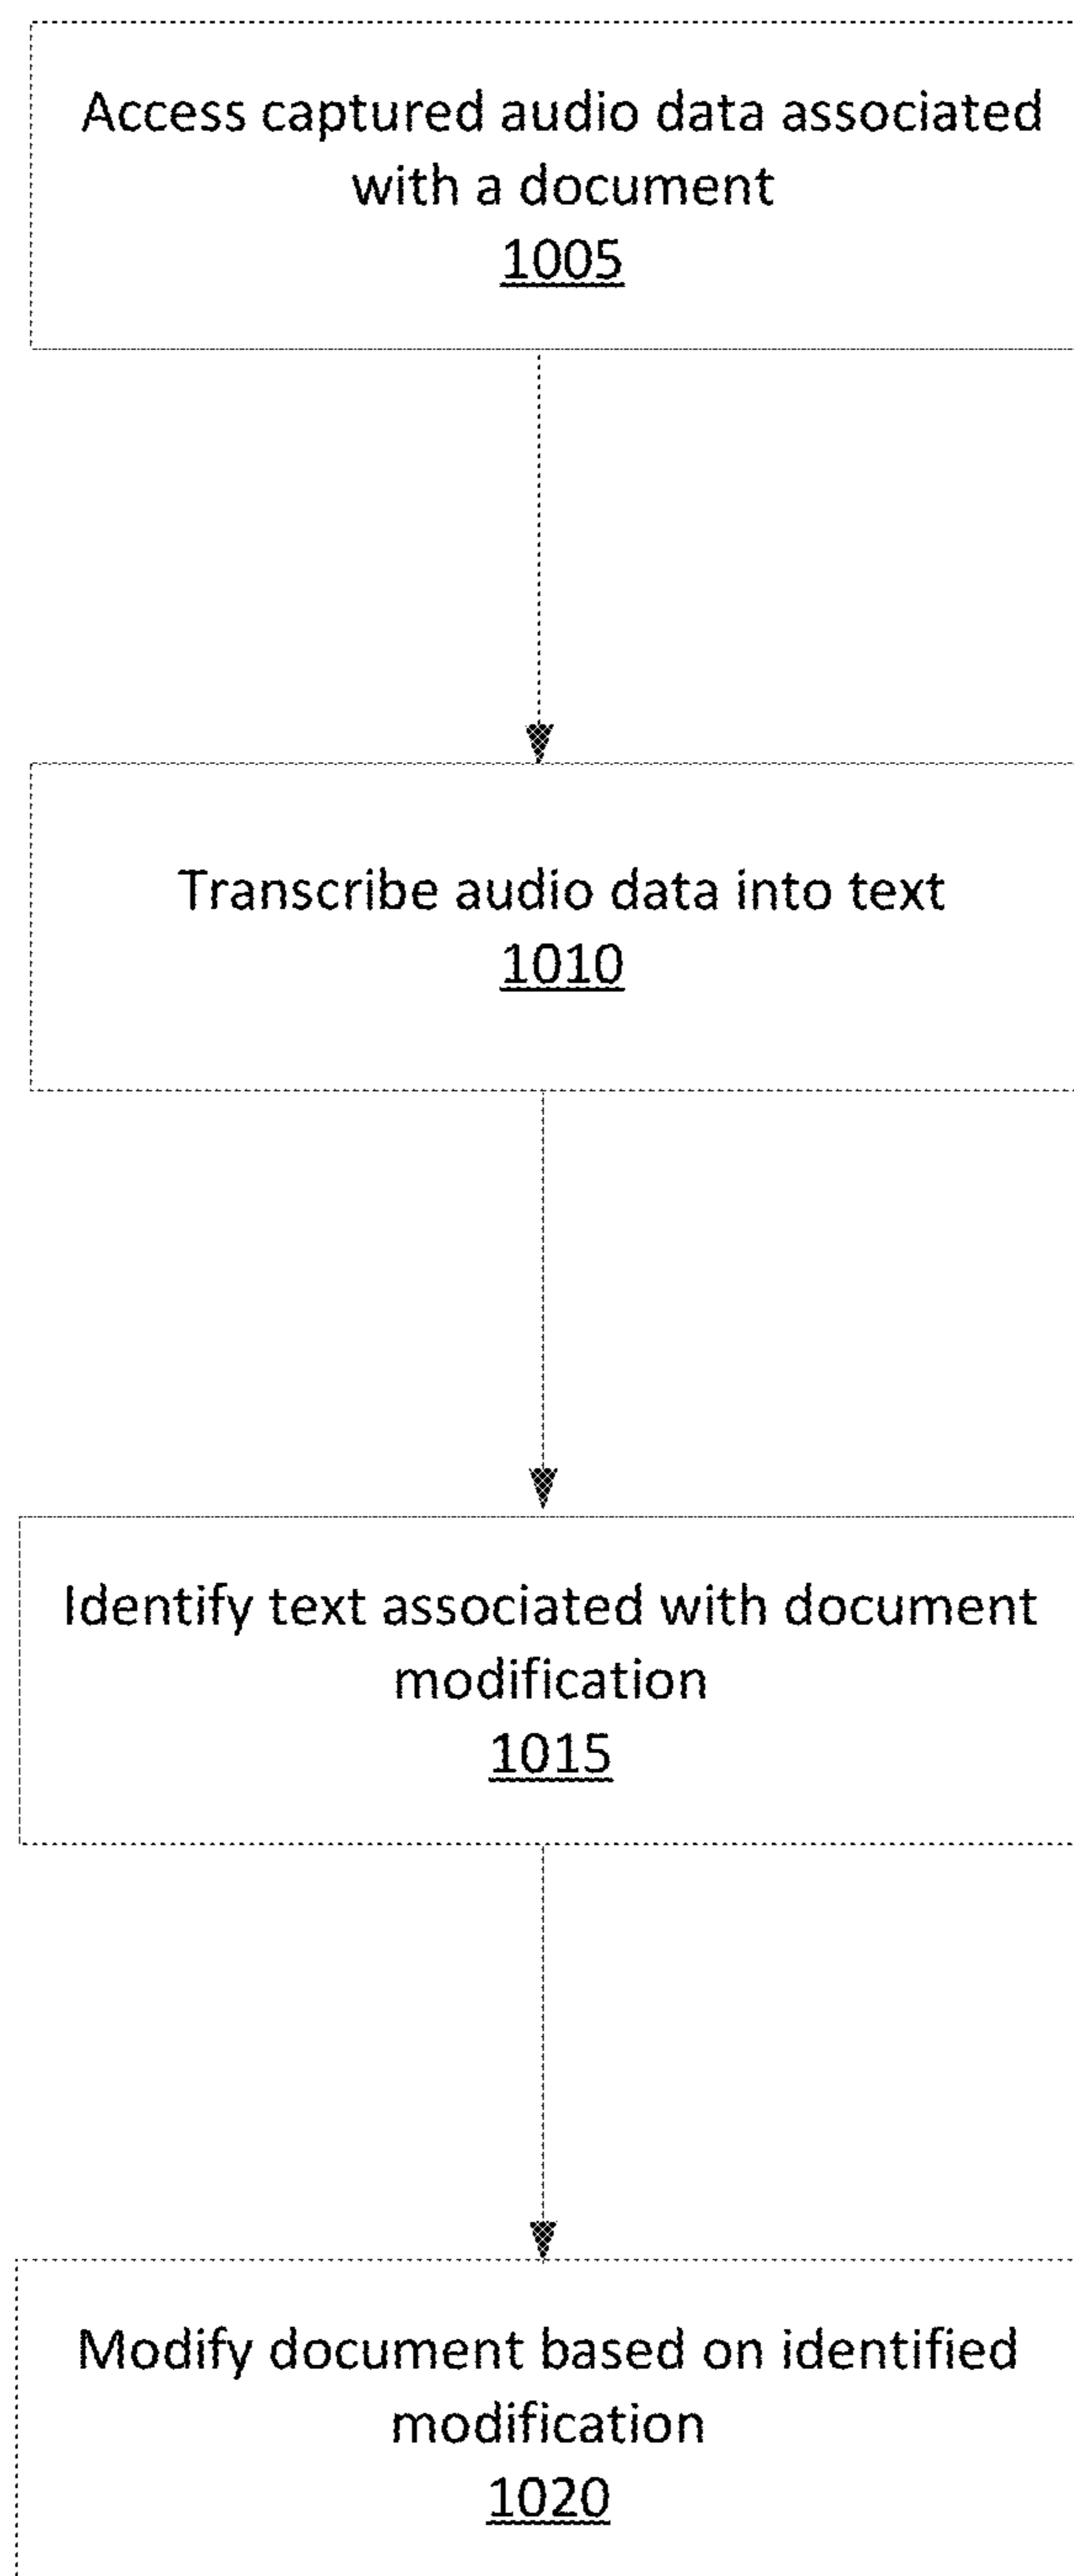 Access captured audio data associated
with a document
1005
Transcribe audio data into text
1010
Identify text associated with document
modification
1015
Modify document based on identified
modification
1020